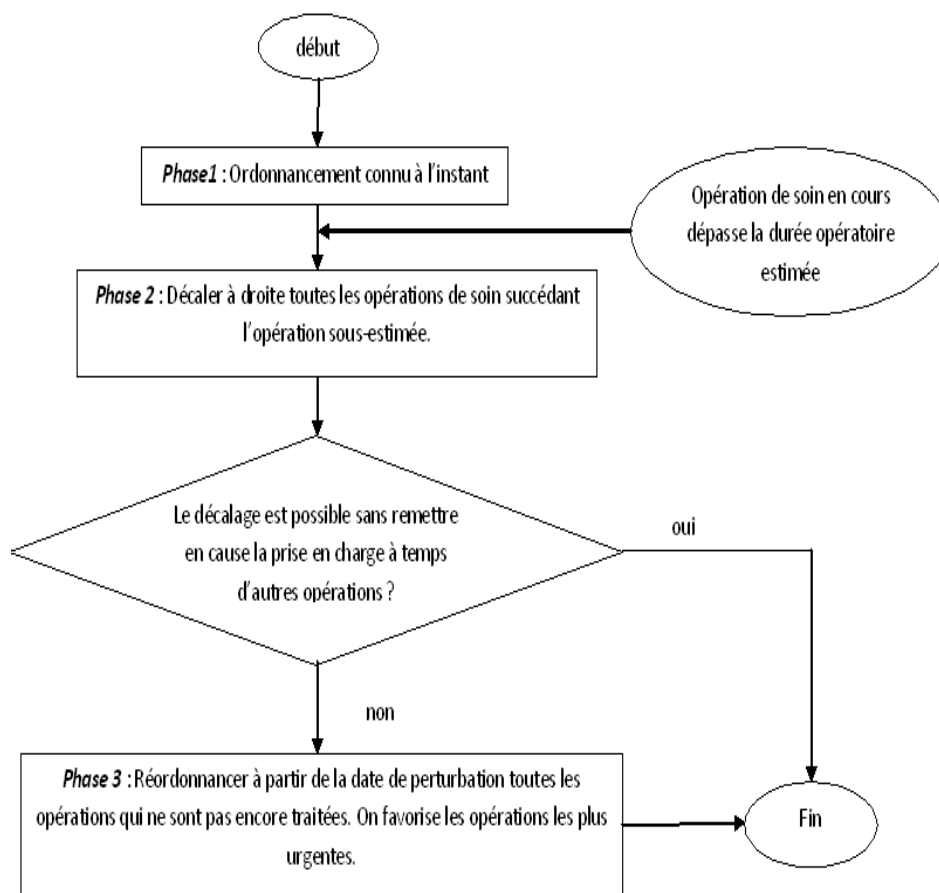 début
Phase1 : Ordonnancement connu à l'instant
Opération de soin en cours
dépasse la durée opératoire
estimée
Phase 2 : Décaler à droite toutes les opérations de soin succédant
l'opération sous-estimée.
Le décalage est possible sans remettre
en cause la prise en charge à temps
d'autres opérations ?
oui
non
Phase 3 : Réordonnancer à partir de la date de perturbation toutes les
opérations qui ne sont pas encore traitées. On favorise les opérations les plus
urgentes.
Fin